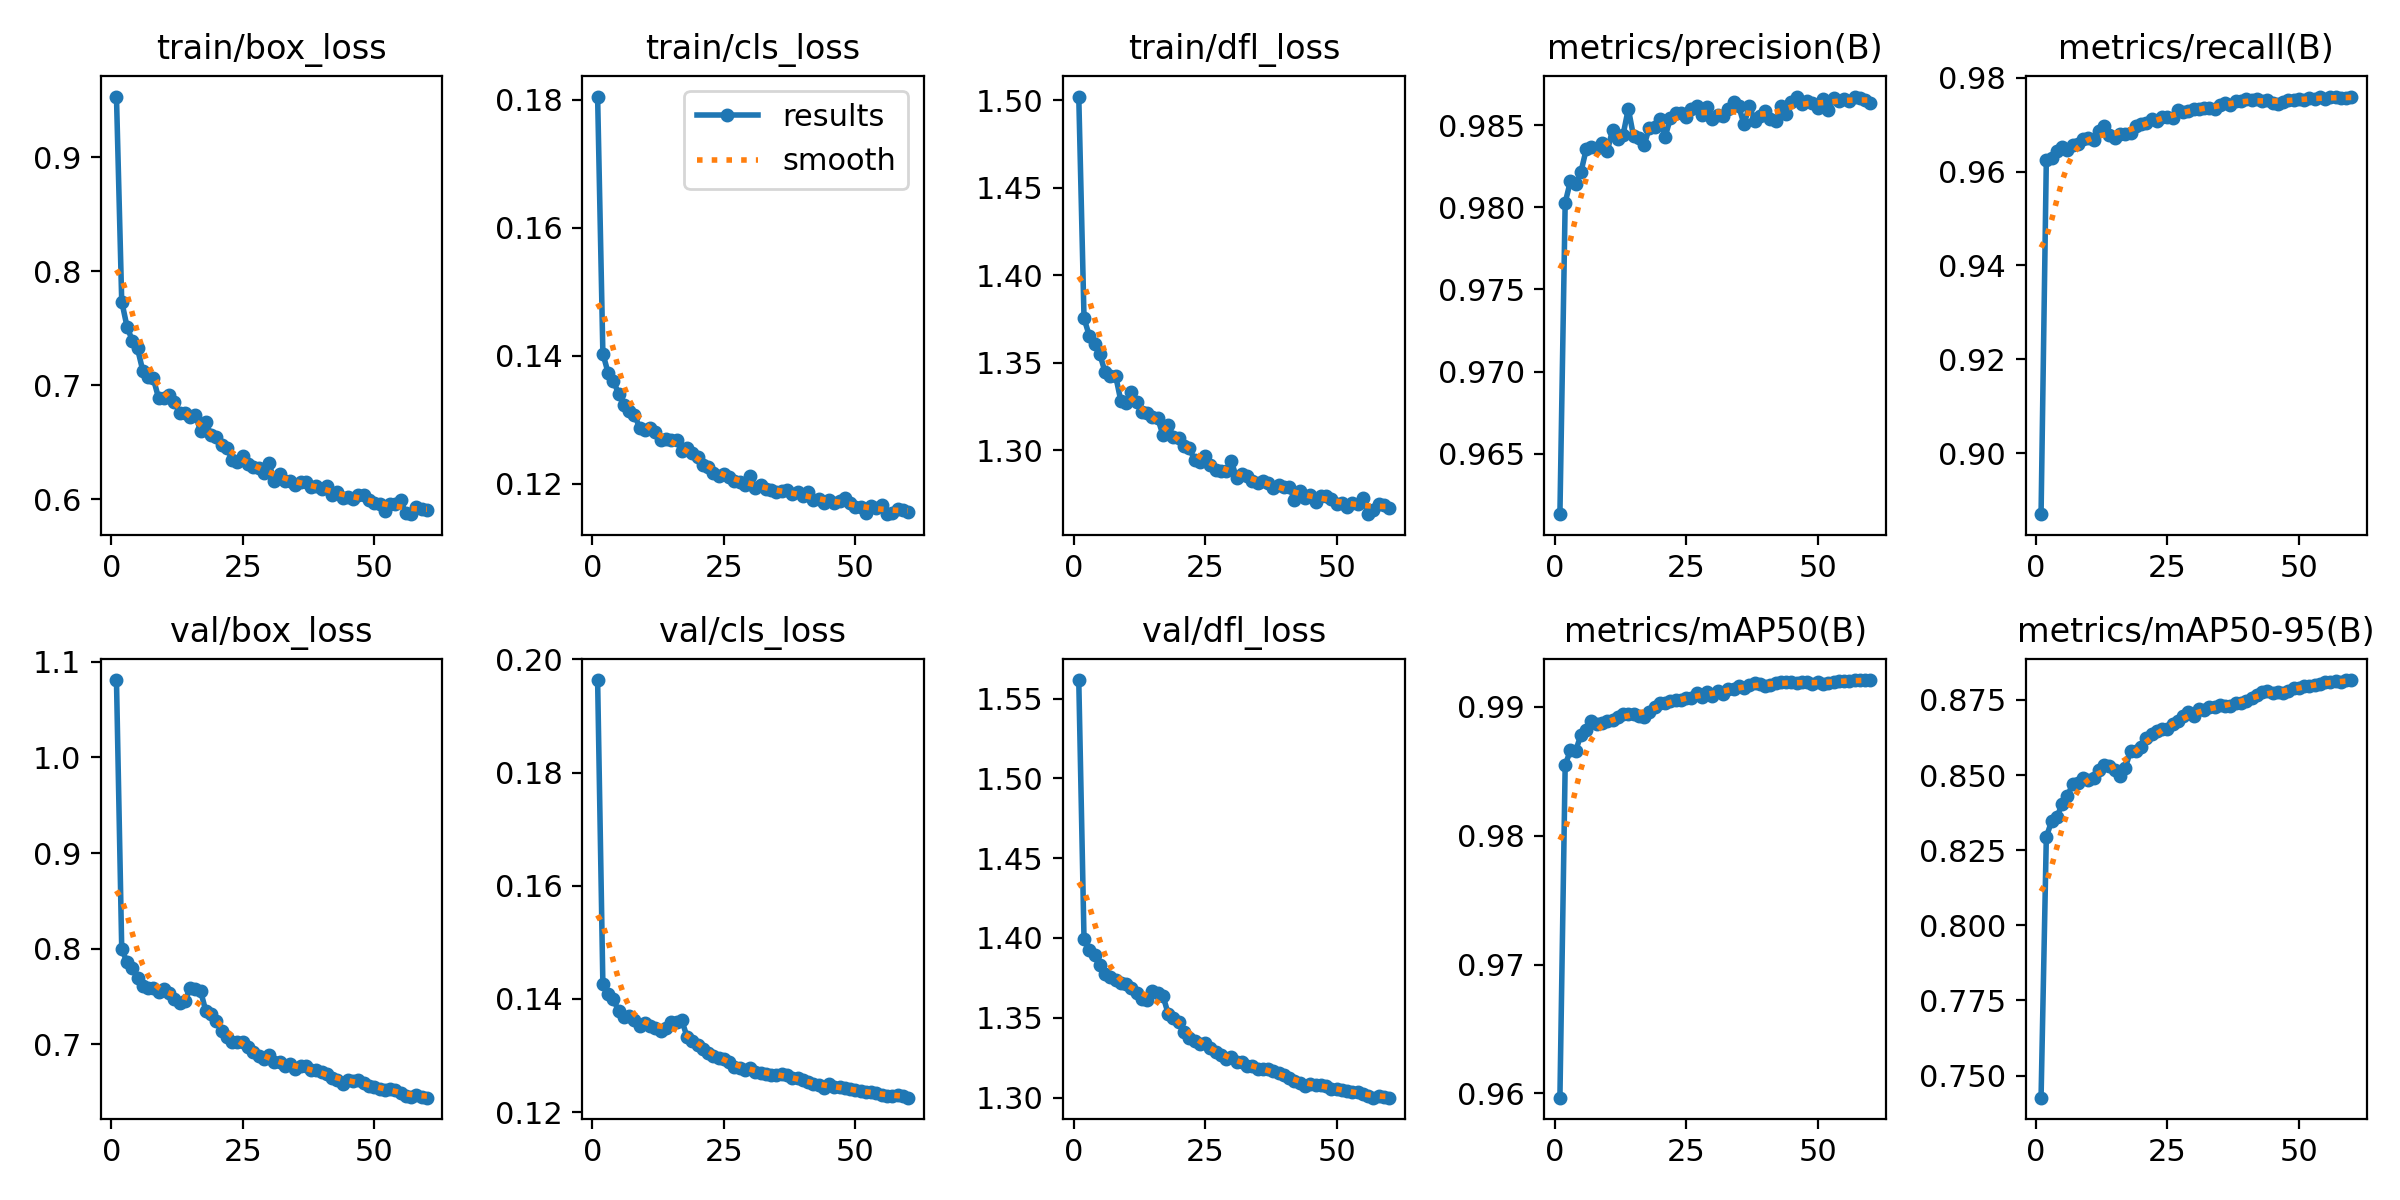 train/box_loss
0.9
0.8
0.7
0.6
0 25 50
train/cls_loss
results
smooth
0.18
0.16
0.14
0.12
0 25 50
train/dfl_loss
1.50
1.45
1.40
1.35
1.30
0 25 50
metrics/precision(B)
0.985
0.980
0.975
0.970
0.965
0 25 50
metrics/recall(B)
0.98
0.96
0.94
0.92
0.90
0 25 50
val/box_loss
1.1
1.0
0.9
0.8
0.7
0 25 50
val/cls_loss
0.20
0.18
0.16
0.14
0.12
0 25 50
val/dfl_loss
1.55
1.50
1.45
1.40
1.35
1.30
0 25 50
metrics/mAP50(B)
0.99
0.98
0.97
0.96
0 25 50
metrics/mAP50-95(B)
0.875
0.850
0.825
0.800
0.775
0.750
0 25 50